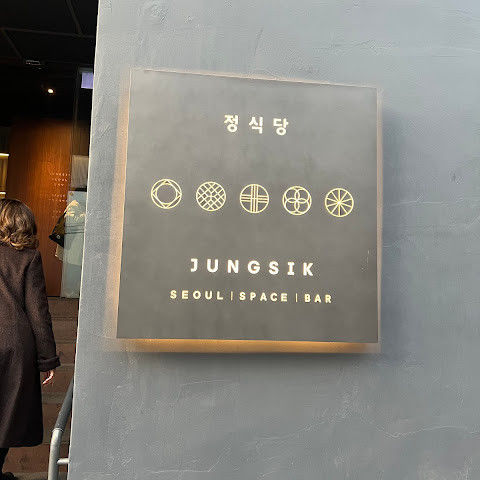 정식당
JUNGSIK
SEOUL | SPACE | BAR